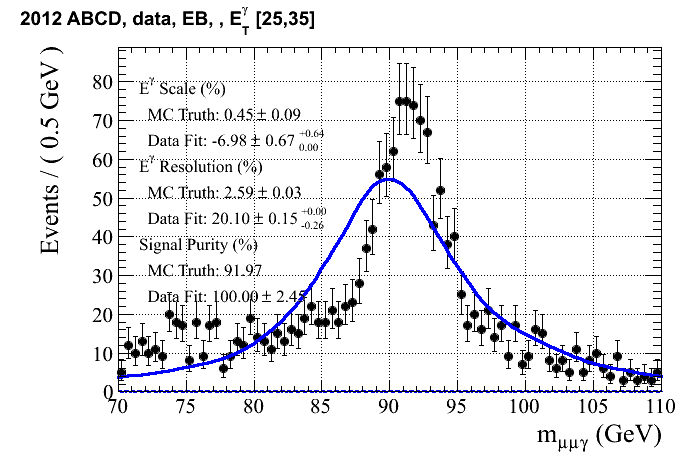 2012 ABCD, data, EB, , E_T^γ [25,35]
Events / ( 0.5 GeV )
E^γ Scale (%)
MC Truth: 0.45 ± 0.09
Data Fit: -6.98 ± 0.67 +0.64 0.00
E^γ Resolution (%)
MC Truth: 2.59 ± 0.03
Data Fit: 20.10 ± 0.15 +0.00 -0.26
Signal Purity (%)
MC Truth: 91.97
Data Fit: 100.00 ± 2.45
80
70
60
50
40
30
20
10
0
70 75 80 85 90 95 100 105 110
m_μμγ (GeV)